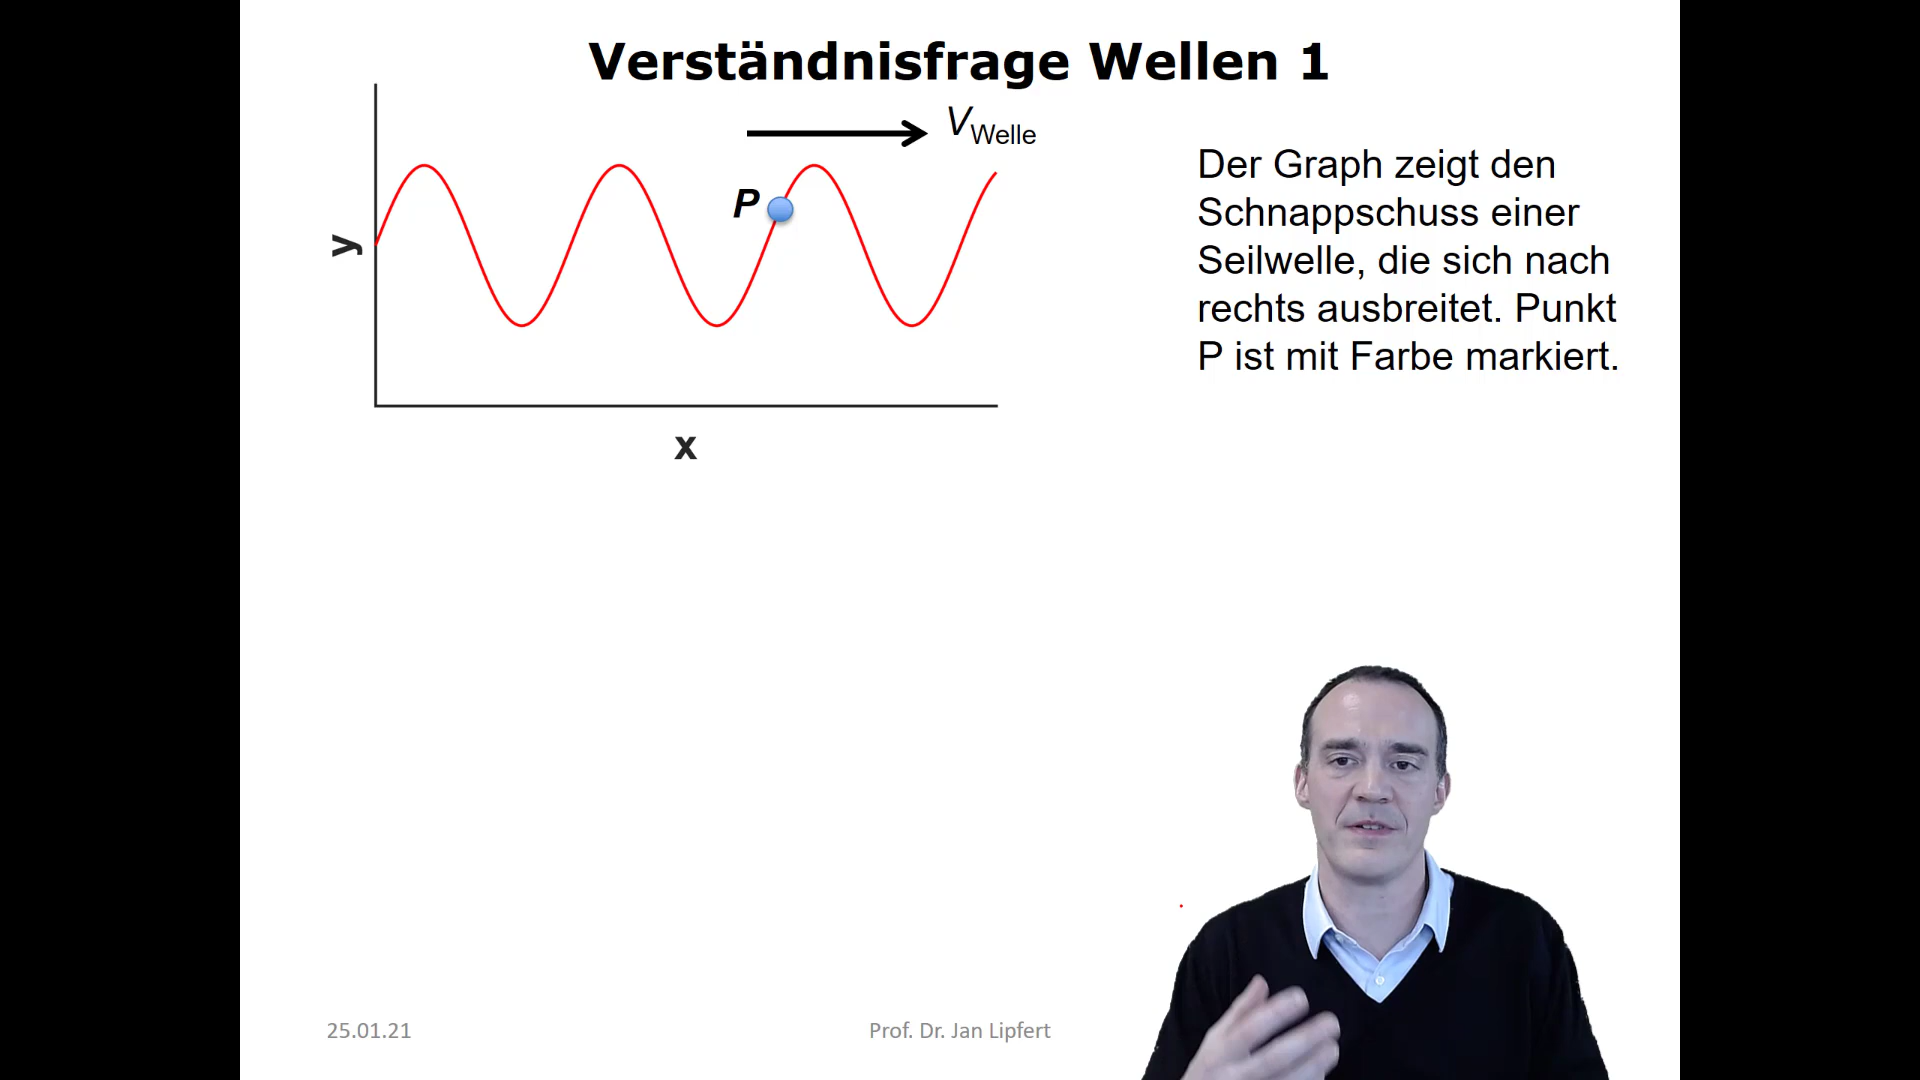 Verständnisfrage Wellen 1
V Welle
P
y
x
Der Graph zeigt den
Schnappschuss einer
Seilwelle, die sich nach
rechts ausbreitet. Punkt
P ist mit Farbe markiert.
25.01.21
Prof. Dr. Jan Lipfert